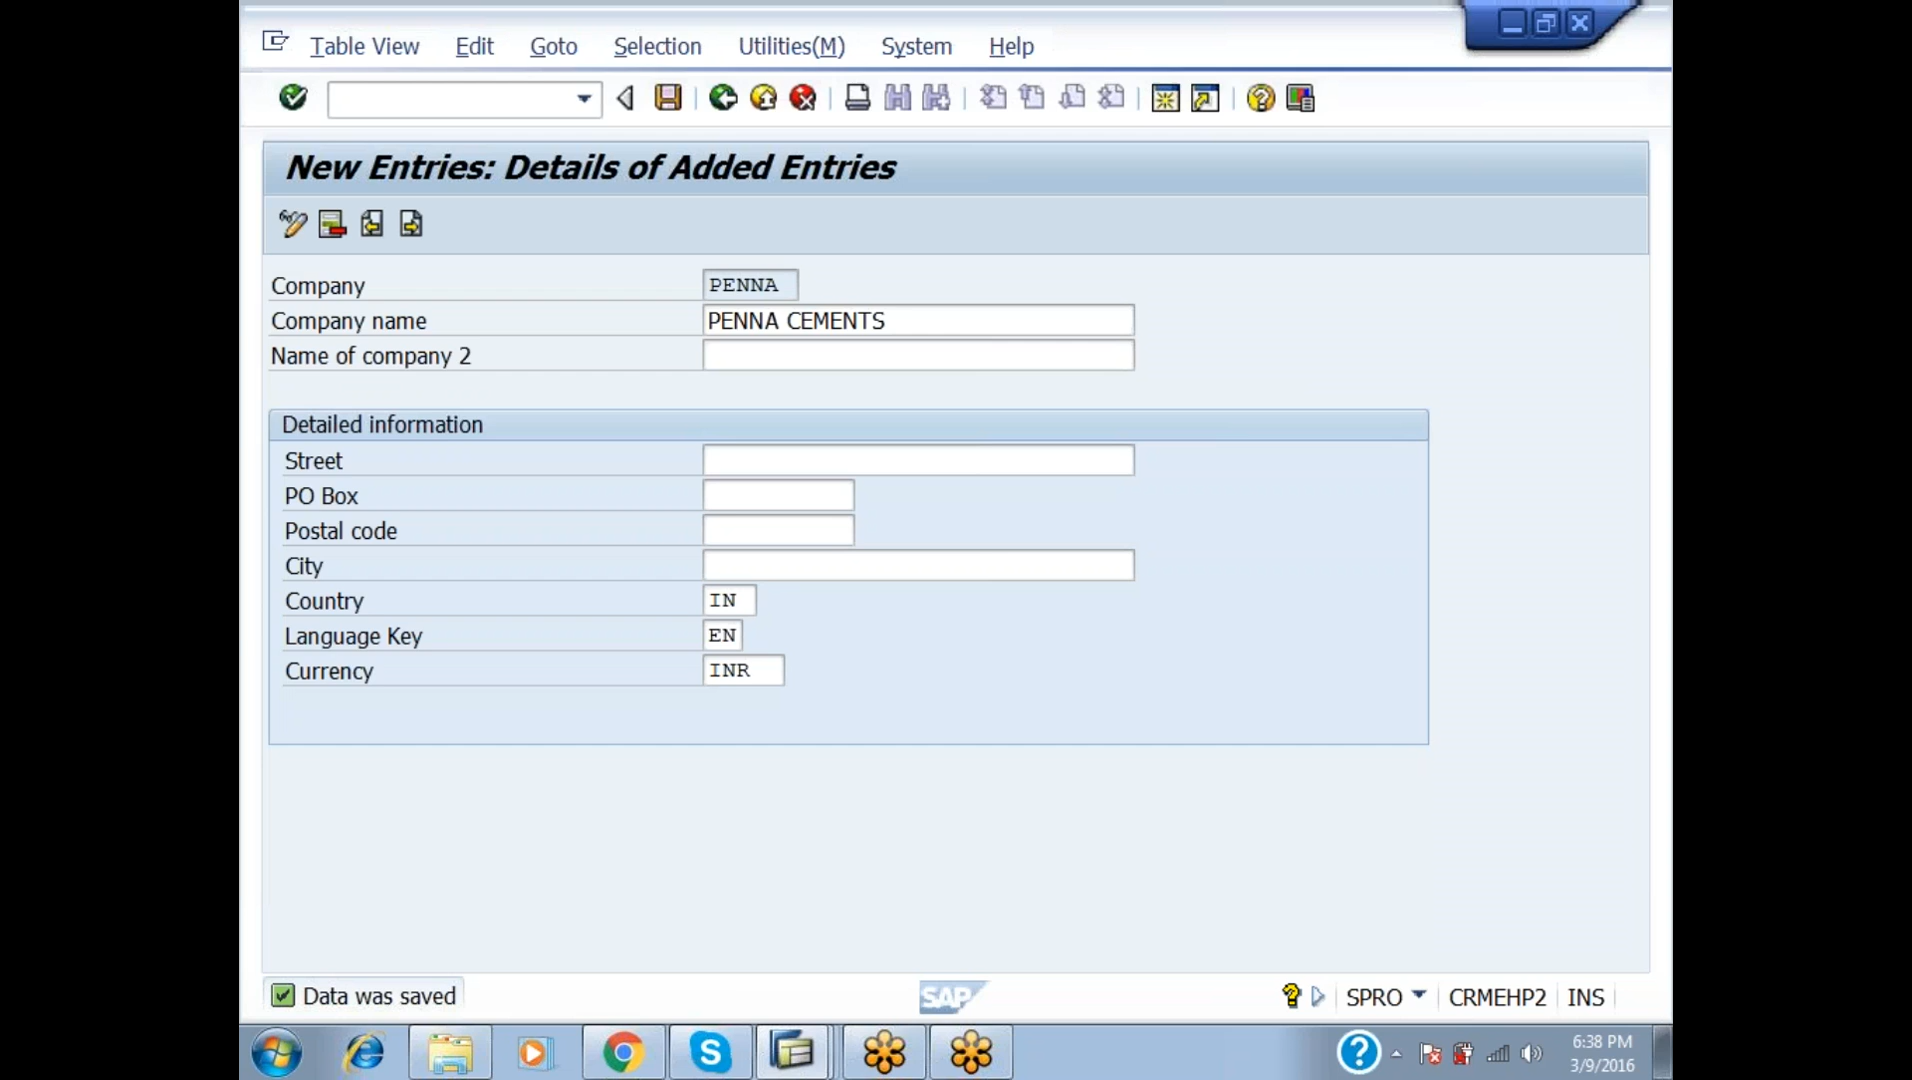 Table View Edit Goto Selection Utilities(M) System Help
New Entries: Details of Added Entries
Company PENNA
Company name PENNA CEMENTS
Name of company 2
Detailed information
Street
PO Box
Postal code
City
Country IN
Language Key EN
Currency INR
Data was saved SAP SPRO CRMEHP2 INS
6:38 PM
3/9/2016